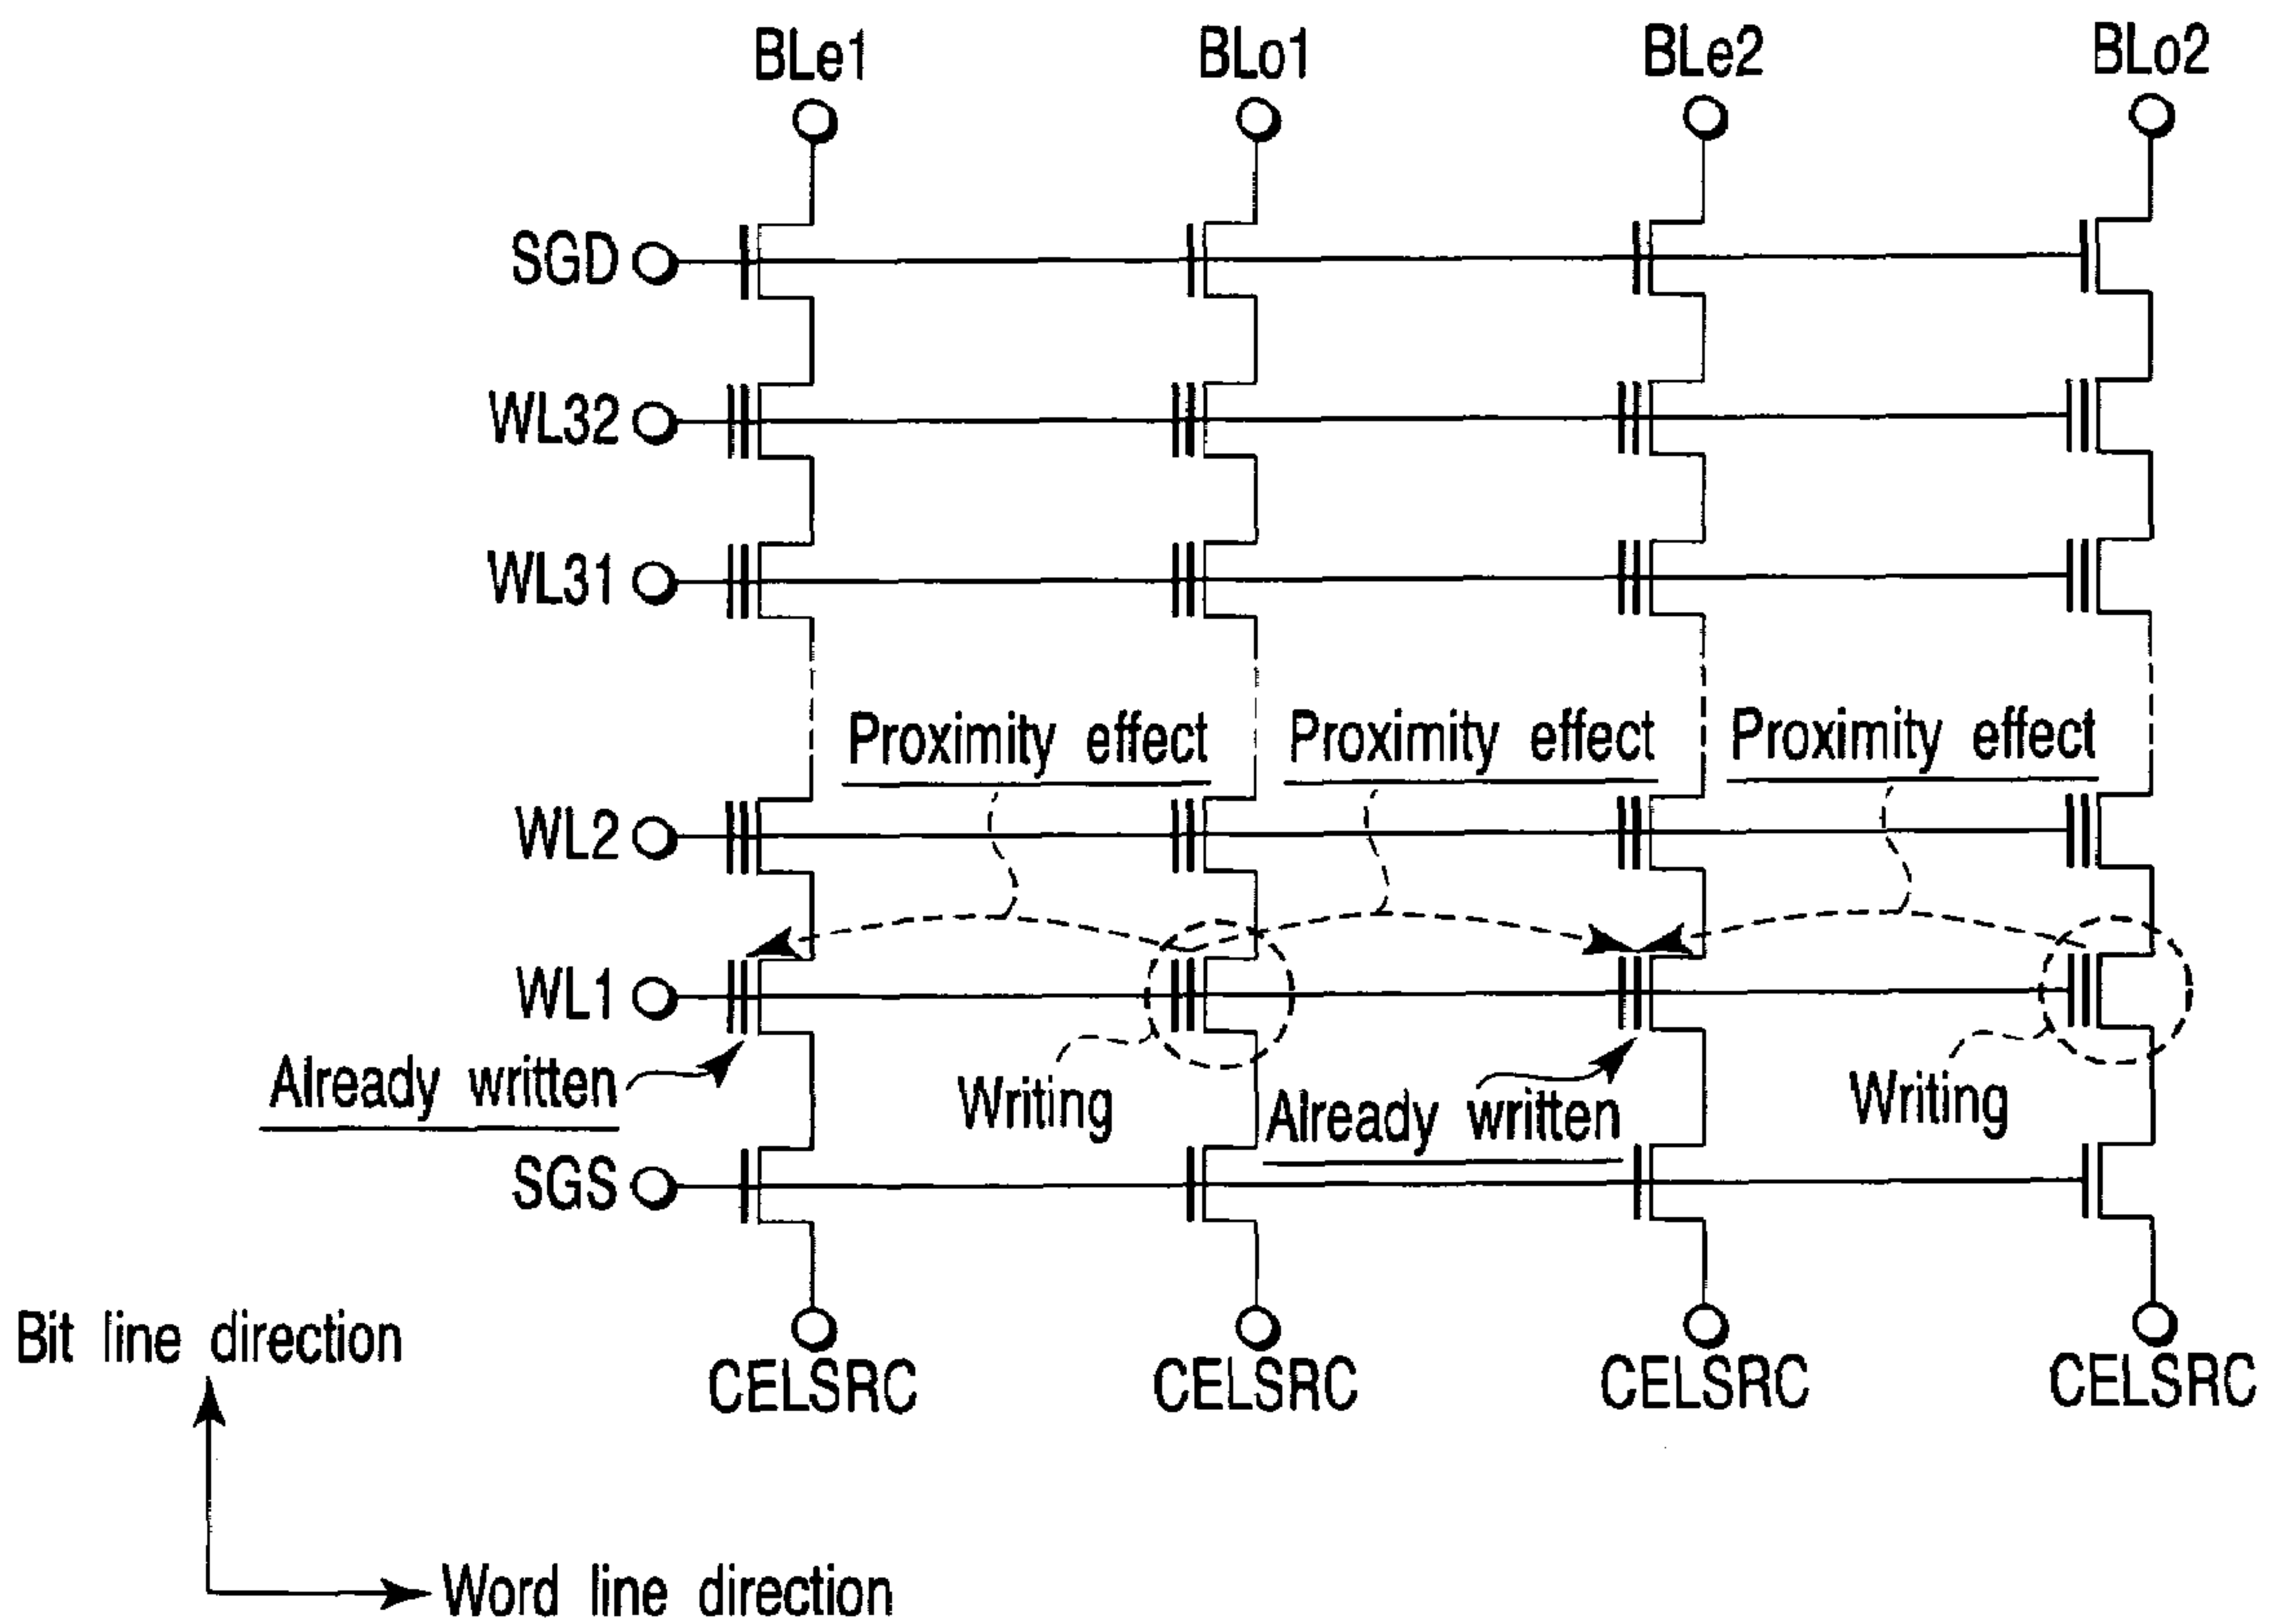 BLe1 BLo1 BLe2 BLo2
SGD
WL32
WL31
Proximity effect Proximity effect Proximity effect
WL2
WL1
Already written Writing Already written Writing
SGS
CELSRC CELSRC CELSRC CELSRC
Bit line direction
Word line direction